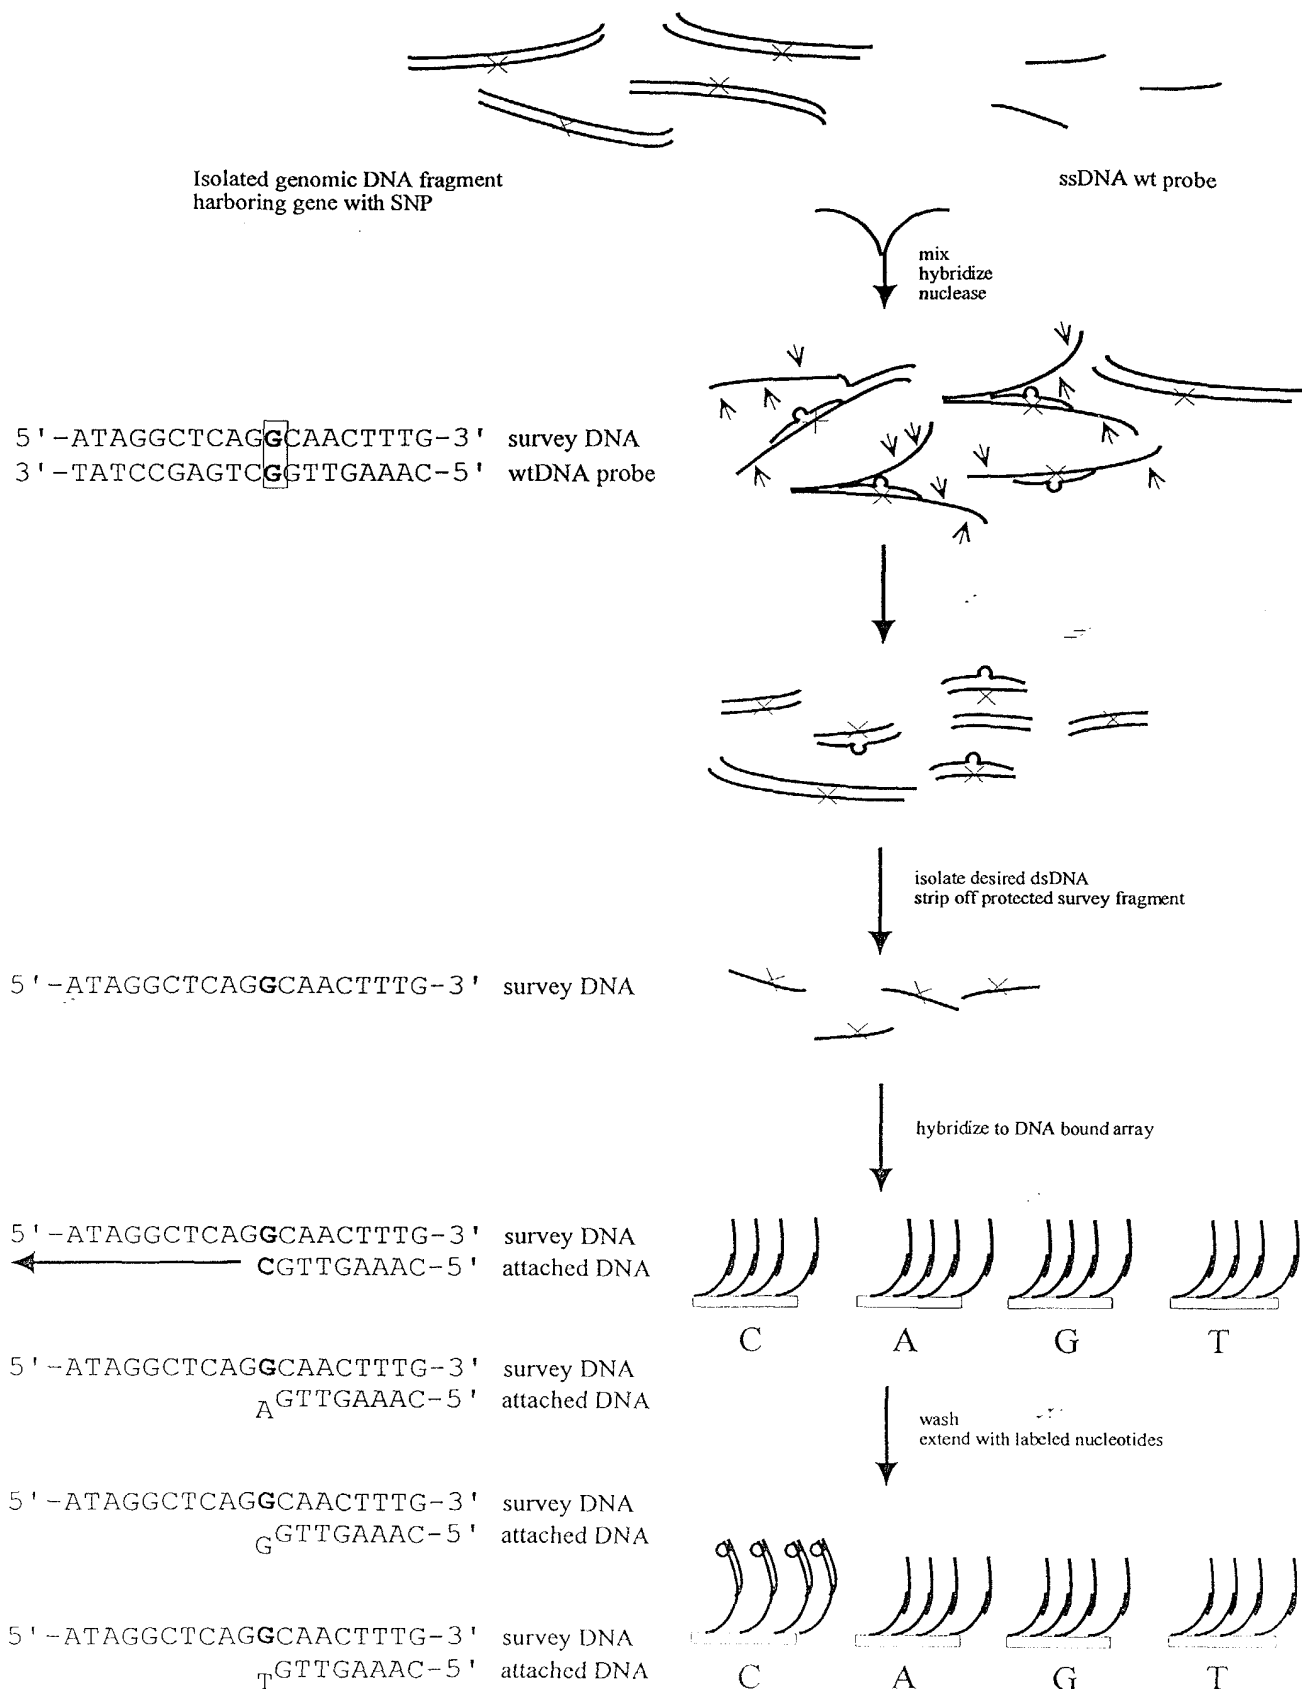 Isolated genomic DNA fragment
harboring gene with SNP
ssDNA wt probe
mix
hybridize
nuclease
5'-ATAGGCTCAGGCAACTTTG-3' survey DNA
3'-TATCCGAGTCGGTTGAAAC-5' wtDNA probe
isolate desired dsDNA
strip off protected survey fragment
5'-ATAGGCTCAGGCAACTTTG-3' survey DNA
hybridize to DNA bound array
5'-ATAGGCTCAGGCAACTTTG-3' survey DNA
CGTTGAAAC-5' attached DNA
C A G T
5'-ATAGGCTCAGGCAACTTTG-3' survey DNA
AGTTGAAAC-5' attached DNA
wash
extend with labeled nucleotides
5'-ATAGGCTCAGGCAACTTTG-3' survey DNA
GGTTGAAAC-5' attached DNA
5'-ATAGGCTCAGGCAACTTTG-3' survey DNA
TGTTGAAAC-5' attached DNA
C A G T